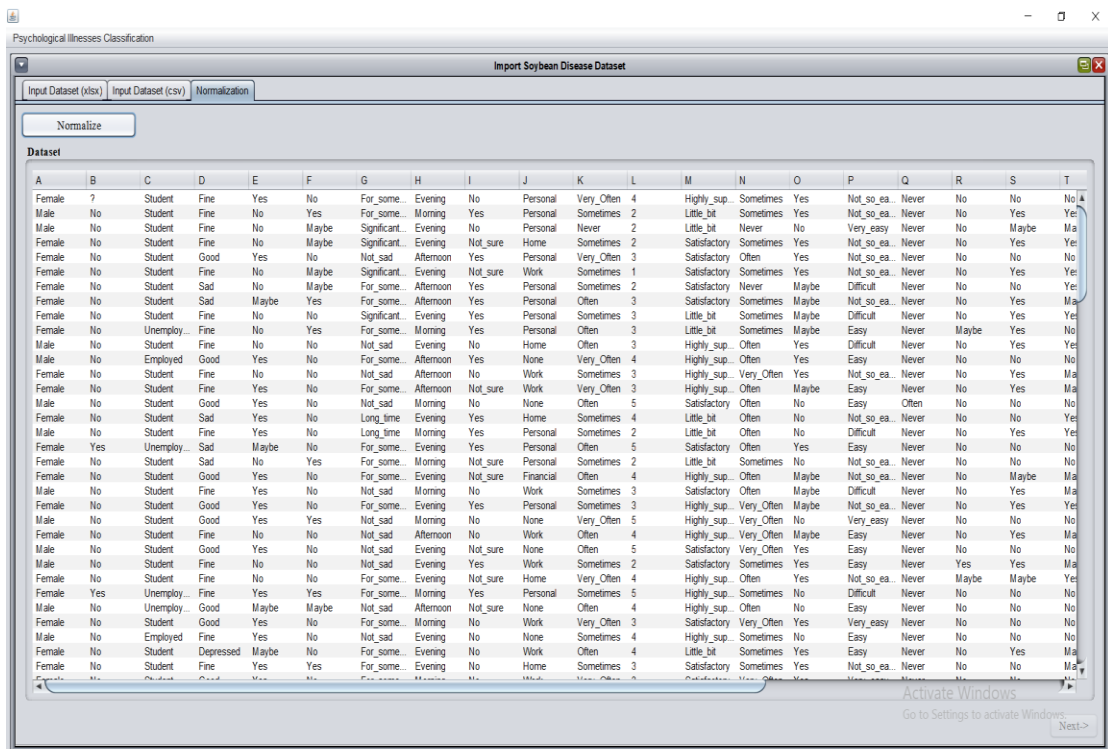 Psychological Illnesses Classification
Import Soybean Disease Dataset
Input Dataset (xlsx) Input Dataset (csv) Normalization
Normalize
Dataset
A B C D E F G H I J K L M N O P Q R S T
Female ? Student Fine Yes No For_some... Evening No Personal Very_Often 4 Highly_sup... Sometimes Yes Not_so_ea... Never No No No
Male No Student Fine No Yes For_some... Morning Yes Personal Sometimes 2 Little_bit Sometimes Yes Not_so_ea... Never No Yes Yes
Male No Student Fine No Maybe Significant... Evening No Personal Never 2 Little_bit Never No Very_easy Never No Maybe Ma
Female No Student Fine No Maybe Significant... Evening Not_sure Home Sometimes 2 Satisfactory Sometimes Yes Not_so_ea... Never No Yes Yes
Female No Student Good Yes No Not_sad Afternoon Yes Personal Very_Often 3 Satisfactory Often Yes Not_so_ea... Never No No No
Female No Student Fine No Maybe Significant... Evening Not_sure Work Sometimes 1 Satisfactory Sometimes Yes Not_so_ea... Never No Yes Yes
Female No Student Sad No Maybe For_some... Afternoon Yes Personal Sometimes 2 Satisfactory Never Maybe Difficult Never No No Yes
Female No Student Sad Maybe Yes For_some... Afternoon Yes Personal Often 3 Satisfactory Sometimes Maybe Not_so_ea... Never No Yes Ma
Female No Student Fine No No Significant... Evening Yes Personal Sometimes 3 Little_bit Sometimes Maybe Difficult Never No Yes Yes
Female No Unemploy... Fine No Yes For_some... Morning Yes Personal Often 3 Little_bit Sometimes Maybe Easy Never Maybe Yes No
Male No Student Fine No No Not_sad Evening No Home Often 3 Highly_sup... Often Yes Difficult Never No Yes Yes
Male No Employed Good Yes No For_some... Afternoon Yes None Very_Often 4 Highly_sup... Often Yes Easy Never No No No
Female No Student Fine No No Not_sad Afternoon No Work Sometimes 3 Highly_sup... Very_Often Yes Not_so_ea... Never No Yes Ma
Female No Student Fine Yes No For_some... Afternoon Not_sure Work Very_Often 3 Highly_sup... Often Maybe Easy Never No Yes Ma
Male No Student Good Yes No Not_sad Morning No None Often 5 Satisfactory Often No Easy Often No No No
Female No Student Sad Yes No Long_time Evening Yes Home Sometimes 4 Little_bit Often No Not_so_ea... Never No No Yes
Male No Student Fine Yes No Long_time Morning Yes Personal Sometimes 2 Little_bit Often No Difficult Never No Yes Yes
Female Yes Unemploy... Sad Maybe No For_some... Evening Yes Personal Often 5 Satisfactory Often Yes Easy Never No No No
Female No Student Sad No Yes For_some... Morning Not_sure Personal Sometimes 2 Little_bit Sometimes No Not_so_ea... Never No No No
Female No Student Good Yes No For_some... Evening Not_sure Financial Often 4 Highly_sup... Often Maybe Not_so_ea... Never No Maybe Ma
Male No Student Fine Yes No Not_sad Morning No Work Sometimes 3 Satisfactory Often Maybe Difficult Never No Yes Ma
Female No Student Good Yes No For_some... Evening Yes Personal Sometimes 3 Highly_sup... Very_Often Maybe Not_so_ea... Never No Yes Yes
Male No Student Good Yes Yes Not_sad Morning No None Very_Often 5 Highly_sup... Very_Often No Very_easy Never No No No
Female No Student Fine No No Not_sad Afternoon No Work Often 4 Highly_sup... Very_Often Maybe Easy Never No Yes Ma
Male No Student Good Yes No Not_sad Evening Not_sure None Often 5 Satisfactory Very_Often Yes Easy Never No No No
Male No Student Fine No No Not_sad Evening Yes Work Sometimes 2 Satisfactory Sometimes Yes Easy Never Yes Yes Ma
Female No Student Fine No No For_some... Evening Not_sure Home Very_Often 4 Highly_sup... Often Yes Not_so_ea... Never Maybe Maybe Yes
Female Yes Unemploy... Fine Yes Yes For_some... Morning Yes Personal Sometimes 5 Highly_sup... Sometimes No Difficult Never No No No
Male No Unemploy... Good Maybe Maybe Not_sad Afternoon Not_sure None Often 4 Highly_sup... Often No Easy Never No No No
Female No Student Good Yes No For_some... Morning No Work Very_Often 3 Satisfactory Very_Often Yes Very_easy Never No No No
Male No Employed Fine Yes No Not_sad Evening No None Sometimes 4 Highly_sup... Sometimes No Easy Never No No No
Female No Student Depressed Maybe No For_some... Evening No Work Often 4 Little_bit Sometimes Yes Easy Never No Yes Ma
Female No Student Fine Yes Yes For_some... Evening No Home Sometimes 3 Satisfactory Sometimes Yes Not_so_ea... Never No No Ma
Activate Windows
Go to Settings to activate Windows.
Next->